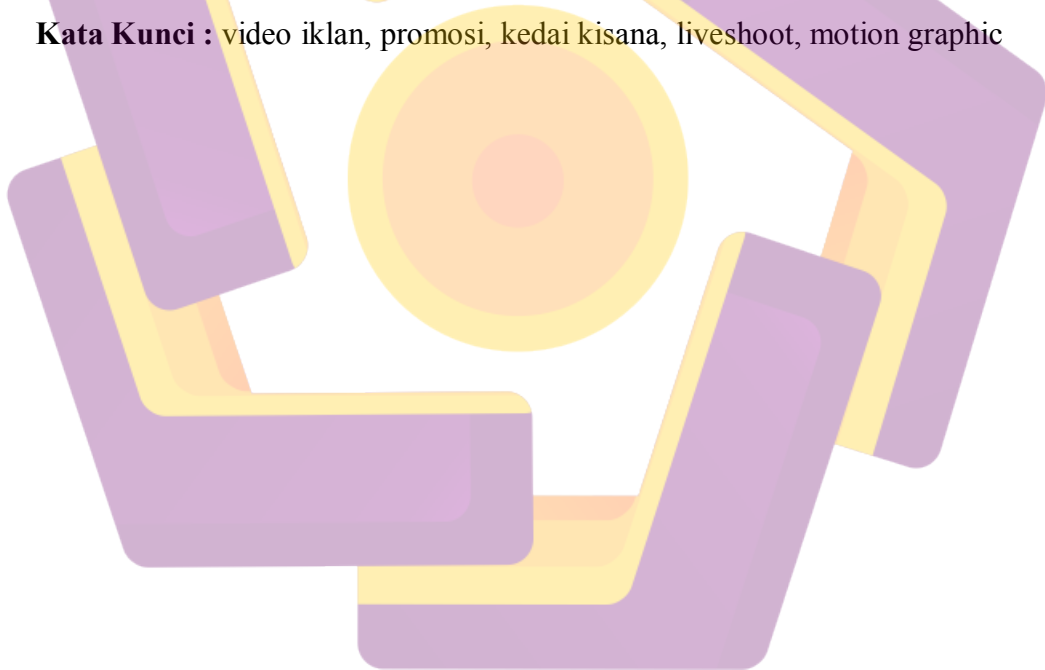 Kata Kunci : video iklan, promosi, kedai kisana, liveshoot, motion graphic